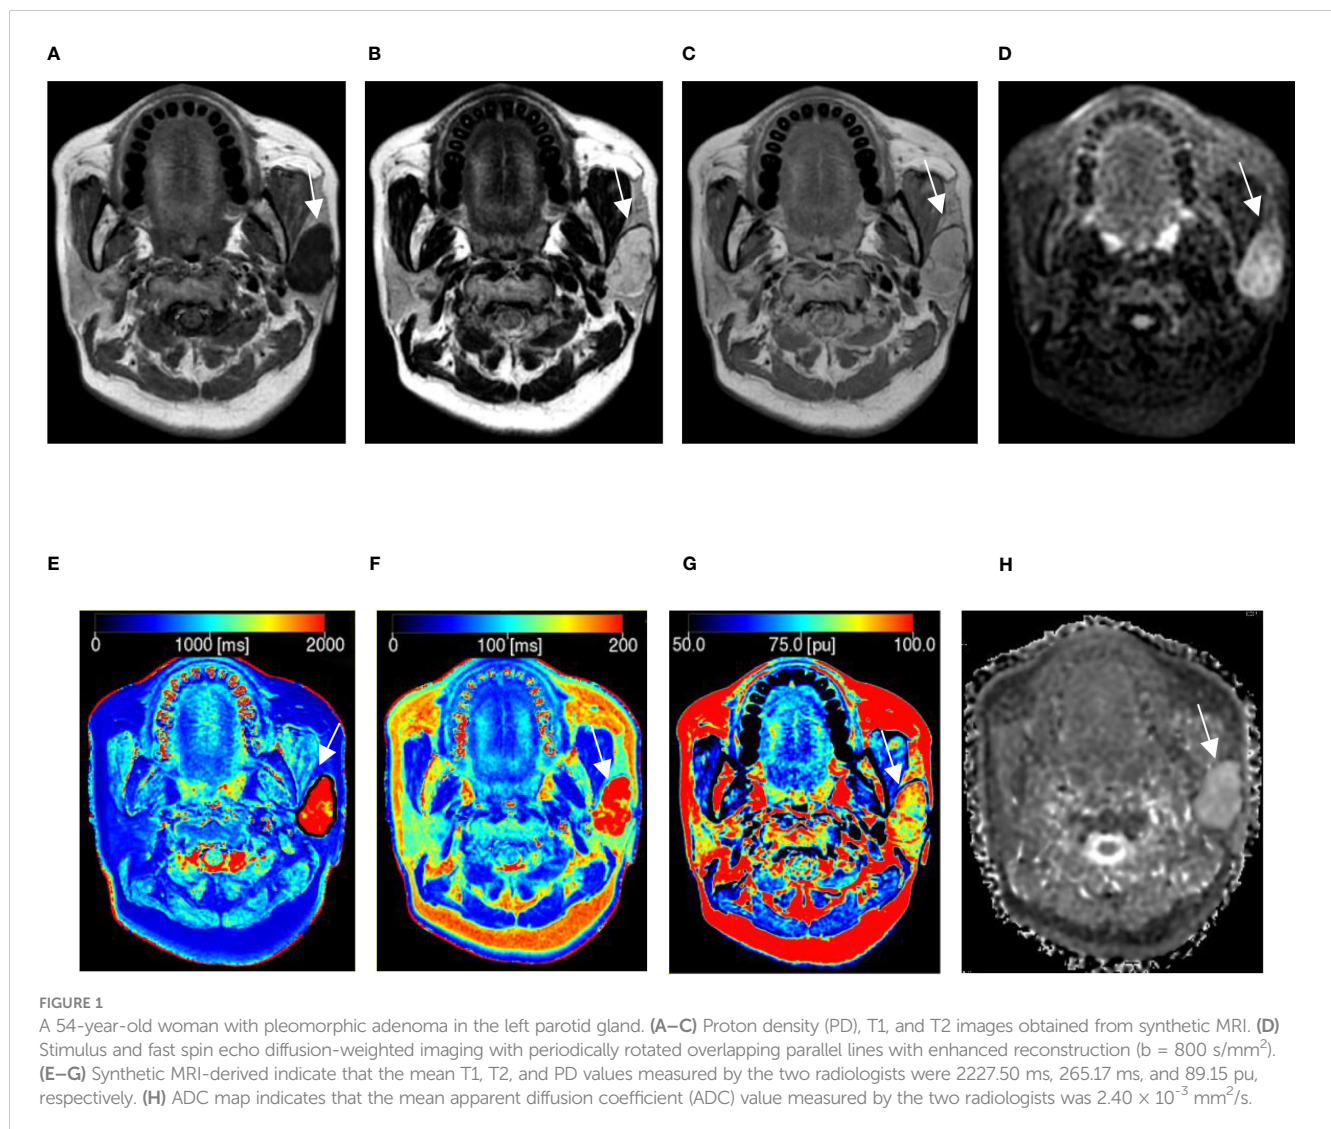 A
B
C
D
E
F
G
H
0 1000 [ms] 2000
0 100 [ms] 200
50.0 75.0 [pu] 100.0
FIGURE 1
A 54-year-old woman with pleomorphic adenoma in the left parotid gland. (A–C) Proton density (PD), T1, and T2 images obtained from synthetic MRI. (D)
Stimulus and fast spin echo diffusion-weighted imaging with periodically rotated overlapping parallel lines with enhanced reconstruction (b = 800 s/mm²).
(E–G) Synthetic MRI-derived indicate that the mean T1, T2, and PD values measured by the two radiologists were 2227.50 ms, 265.17 ms, and 89.15 pu,
respectively. (H) ADC map indicates that the mean apparent diffusion coefficient (ADC) value measured by the two radiologists was 2.40 × 10⁻³ mm²/s.